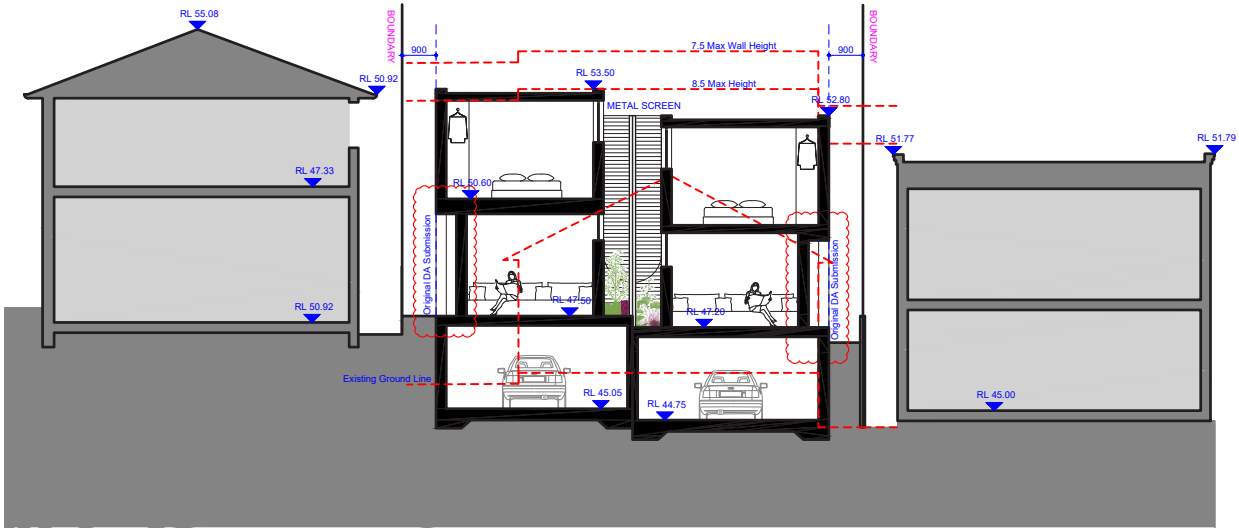 RL 55.08
BOUNDARY
BOUNDARY
7.5 Max Wall Height
900
900
RL 53.50
RL 50.92
8.5 Max Height
METAL SCREEN
RL 52.80
RL 51.77
RL 51.79
RL 47.33
RL 50.60
Original DA Submission
Original DA Submission
RL 50.92
RL 47.50
RL 47.20
Existing Ground Line
RL 45.05
RL 44.75
RL 45.00